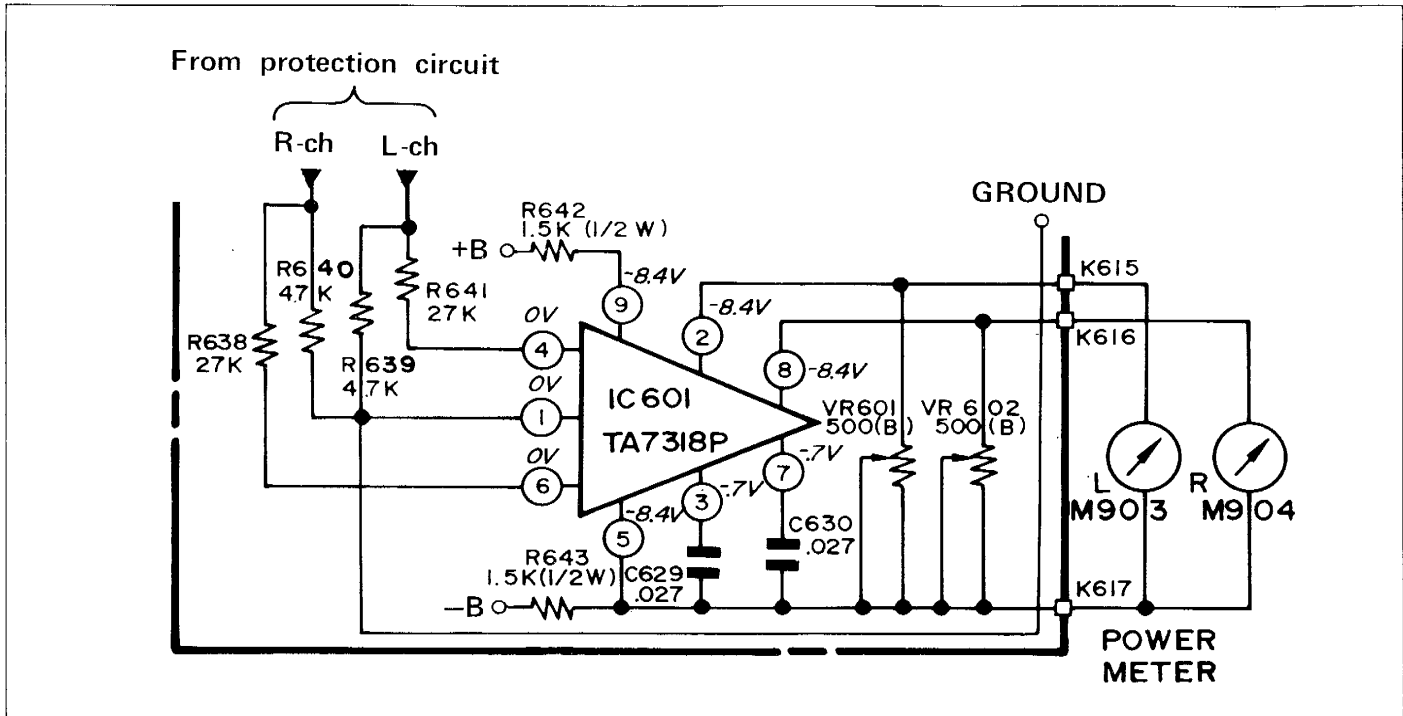 From protection circuit
R-ch L-ch
GROUND
R642
1.5K (1/2 W)
+B
~8.4V
9
K615
R640
4.7K
R641
27K
0V
4
-8.4V
2
K616
R638
27K
R639
4.7K
8
-8.4V
0V
1
IC601
TA7318P
VR601
500(B)
VR602
500(B)
0V
6
-.7V
7
3
-.7V
L
M903
R
M904
-8.4V
5
C630
.027
R643
1.5K(1/2W)
C629
.027
-B
K617
POWER
METER